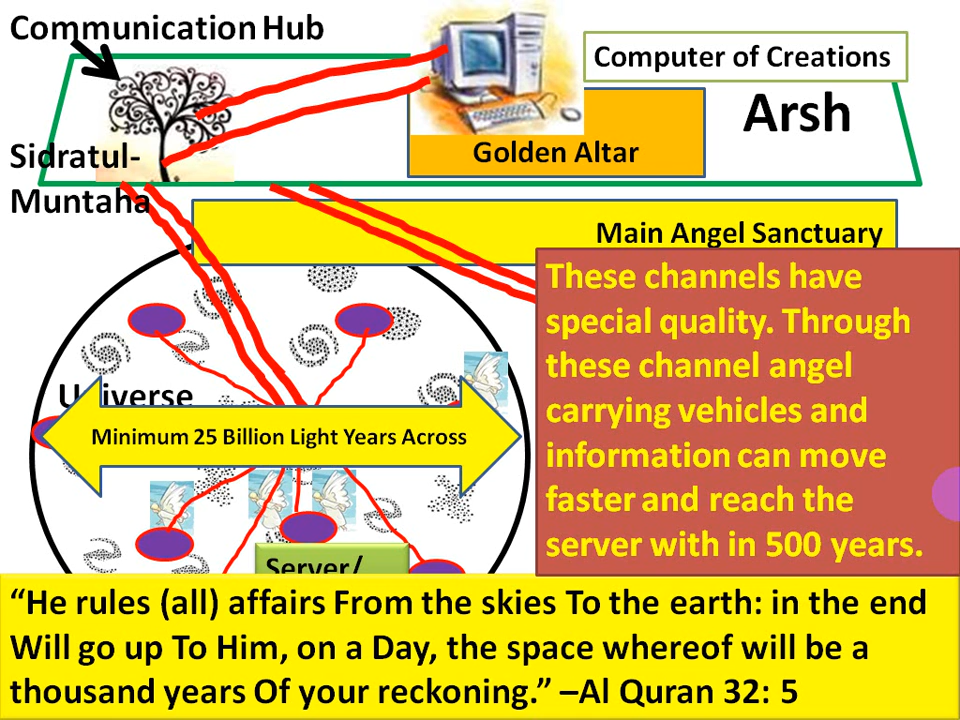 Communication Hub
Computer of Creations
Arsh
Golden Altar
Sidratul-
Muntaha
Main Angel Sanctuary
These channels have
special quality. Through
these channel angel
carrying vehicles and
information can move
faster and reach the
server with in 500 years.
Universe
Minimum 25 Billion Light Years Across
Server/
“He rules (all) affairs From the skies To the earth: in the end
Will go up To Him, on a Day, the space whereof will be a
thousand years Of your reckoning.” –Al Quran 32: 5